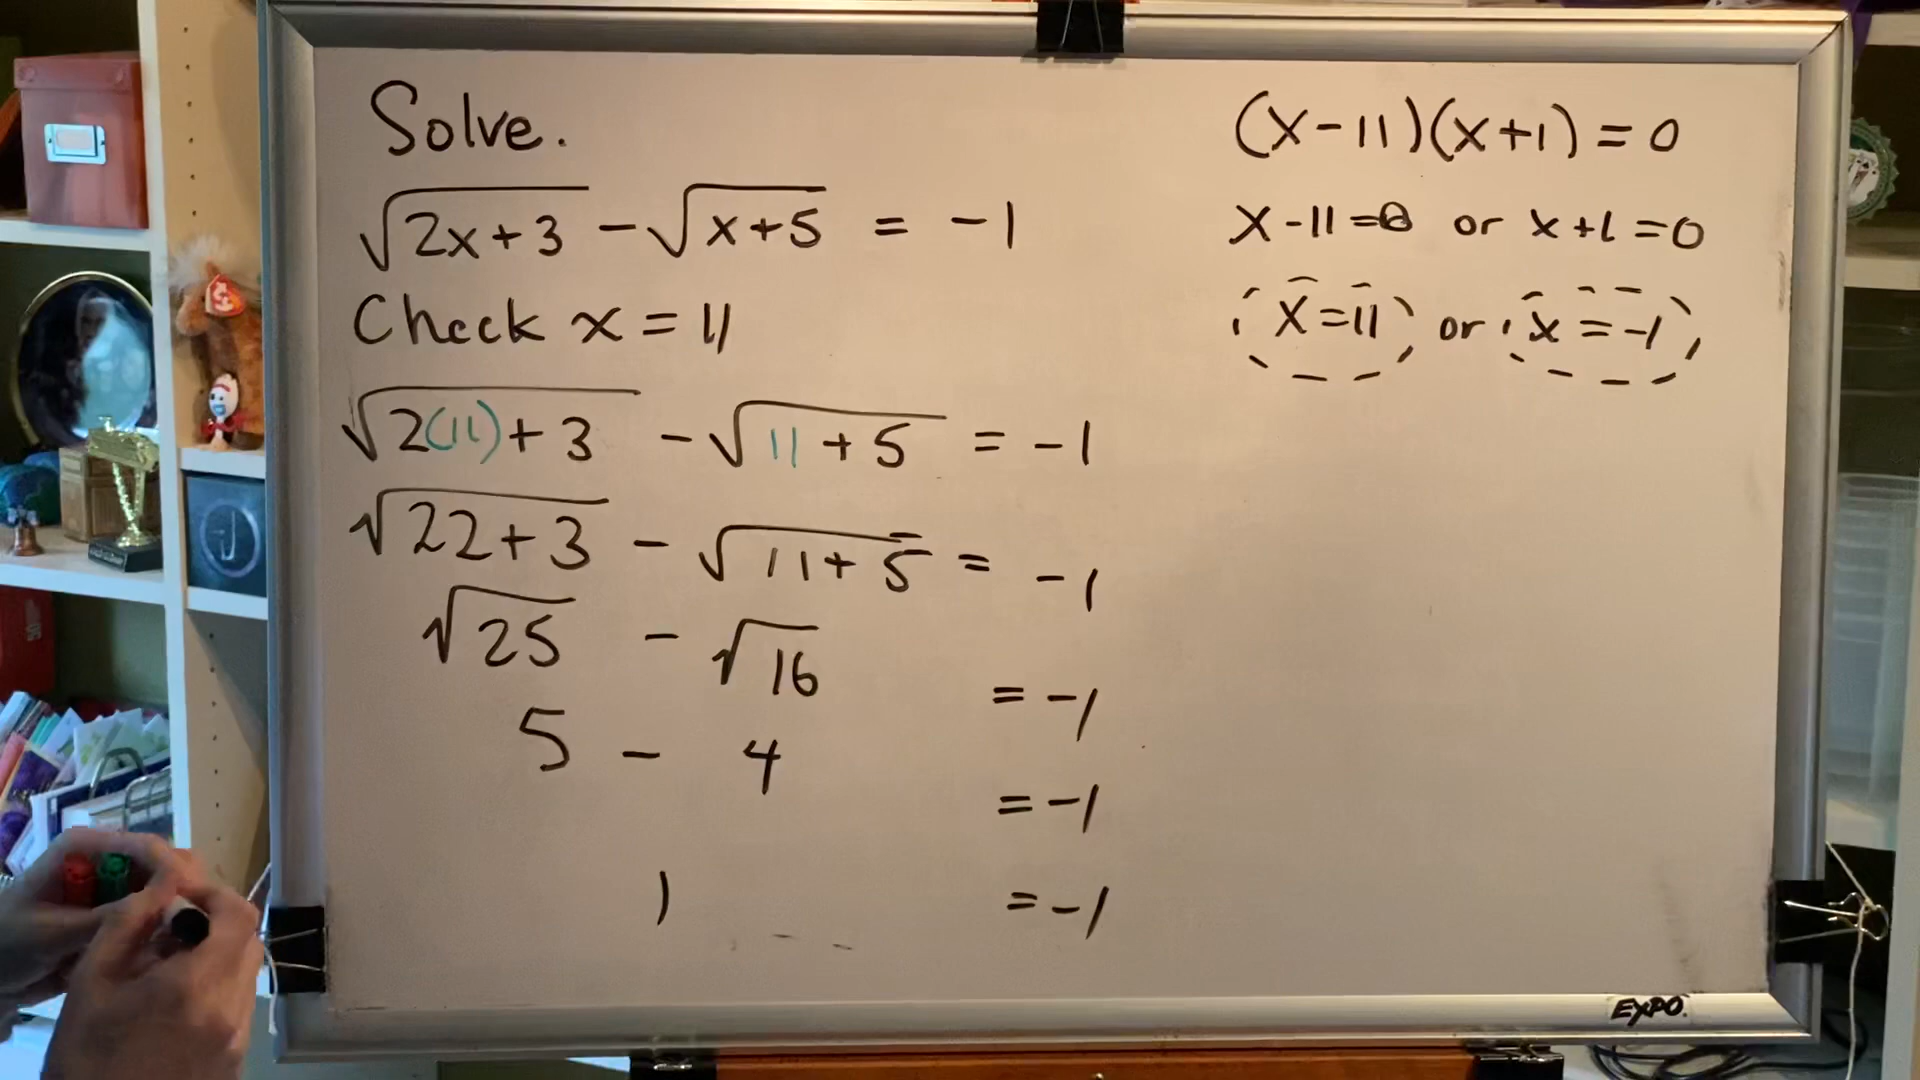 Solve.
√2x+3 - √x+5 = -1
Check x = 11
√2(11)+3 - √11+5 = -1
√22+3 - √11+5 = -1
√25 - √16 = -1
5 - 4 = -1
1 = -1
(x-11)(x+1)=0
x-11=0 or x+1=0
x=11 or x=-1
EXPO.